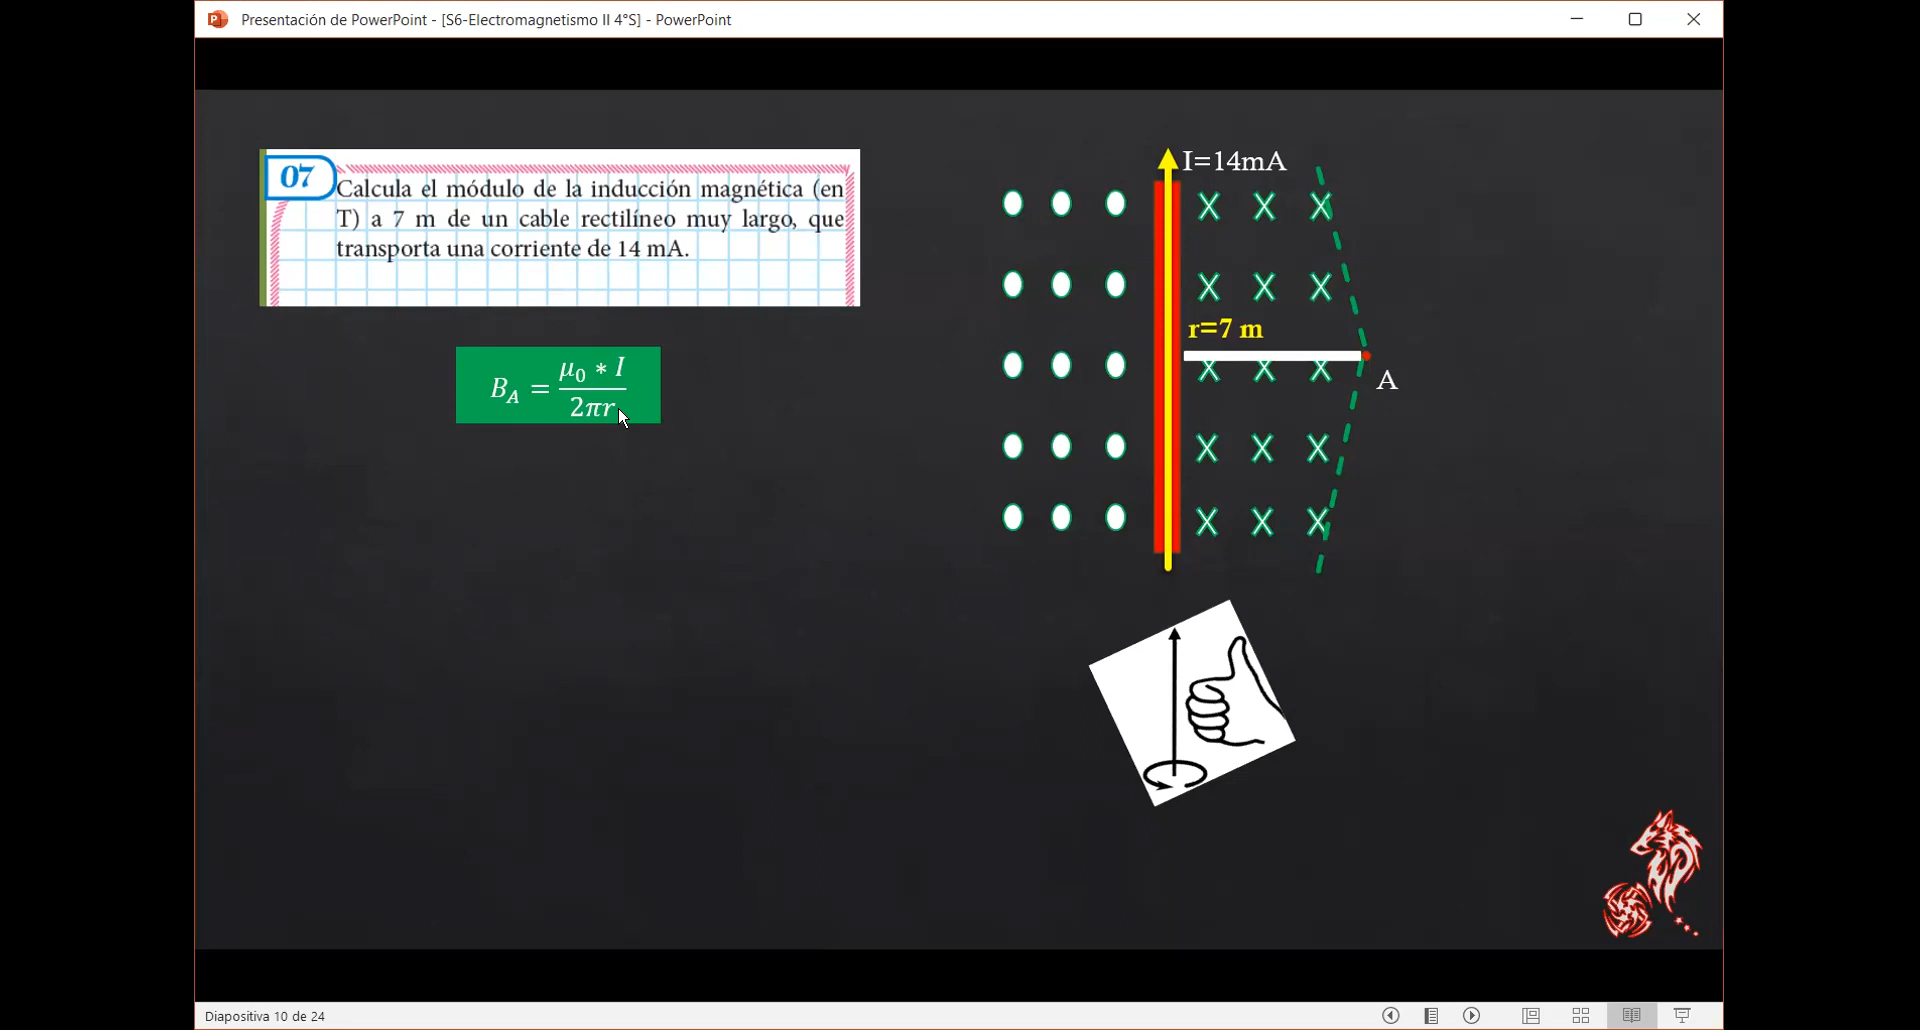 Presentación de PowerPoint - [S6-Electromagnetismo II 4°S] - PowerPoint
07
Calcula el módulo de la inducción magnética (en
T) a 7 m de un cable rectilíneo muy largo, que
transporta una corriente de 14 mA.
B_A = μ_0 * I / 2πr
I=14mA
X X X
X X X
r=7 m
X X X
A
X X X
X X X
Diapositiva 10 de 24